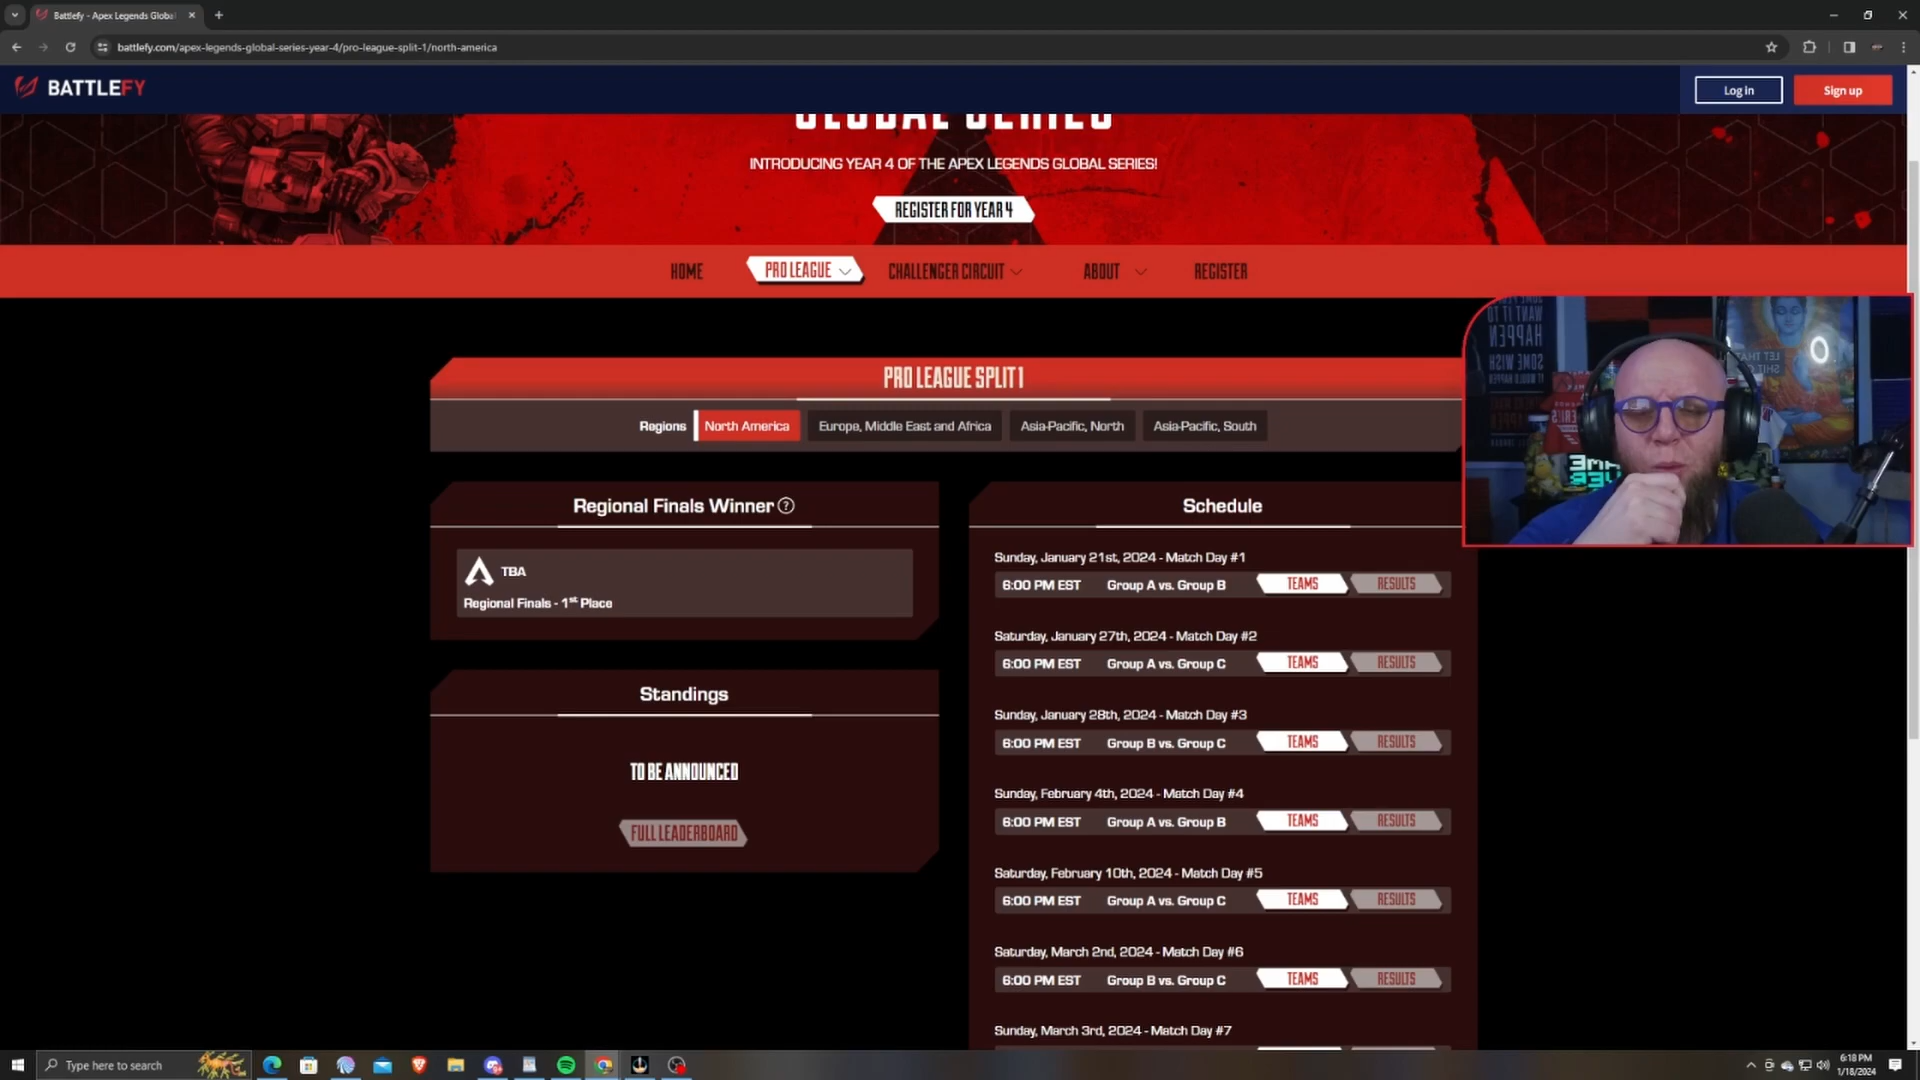 Battlefy - Apex Legends Globa
battlefy.com/apex-legends-global-series-year-4/pro-league-split-1/north-america
BATTLEFY
Log in
Sign up
GLOBAL SERIES
INTRODUCING YEAR 4 OF THE APEX LEGENDS GLOBAL SERIES!
REGISTER FOR YEAR 4
HOME
PRO LEAGUE
CHALLENGER CIRCUIT
ABOUT
REGISTER
PRO LEAGUE SPLIT 1
Regions
North America
Europe, Middle East and Africa
Asia-Pacific, North
Asia-Pacific, South
WANT IT TO
HAPPEN
SOME WISH
Regional Finals Winner
TBA
Regional Finals - 1st Place
Standings
TO BE ANNOUNCED
FULL LEADERBOARD
Schedule
Sunday, January 21st, 2024 - Match Day #1
6:00 PM EST Group A vs. Group B TEAMS RESULTS
Saturday, January 27th, 2024 - Match Day #2
6:00 PM EST Group A vs. Group C TEAMS RESULTS
Sunday, January 28th, 2024 - Match Day #3
6:00 PM EST Group B vs. Group C TEAMS RESULTS
Sunday, February 4th, 2024 - Match Day #4
6:00 PM EST Group A vs. Group B TEAMS RESULTS
Saturday, February 10th, 2024 - Match Day #5
6:00 PM EST Group A vs. Group C TEAMS RESULTS
Saturday, March 2nd, 2024 - Match Day #6
6:00 PM EST Group B vs. Group C TEAMS RESULTS
Sunday, March 3rd, 2024 - Match Day #7
Type here to search
6:18 PM
1/18/2024